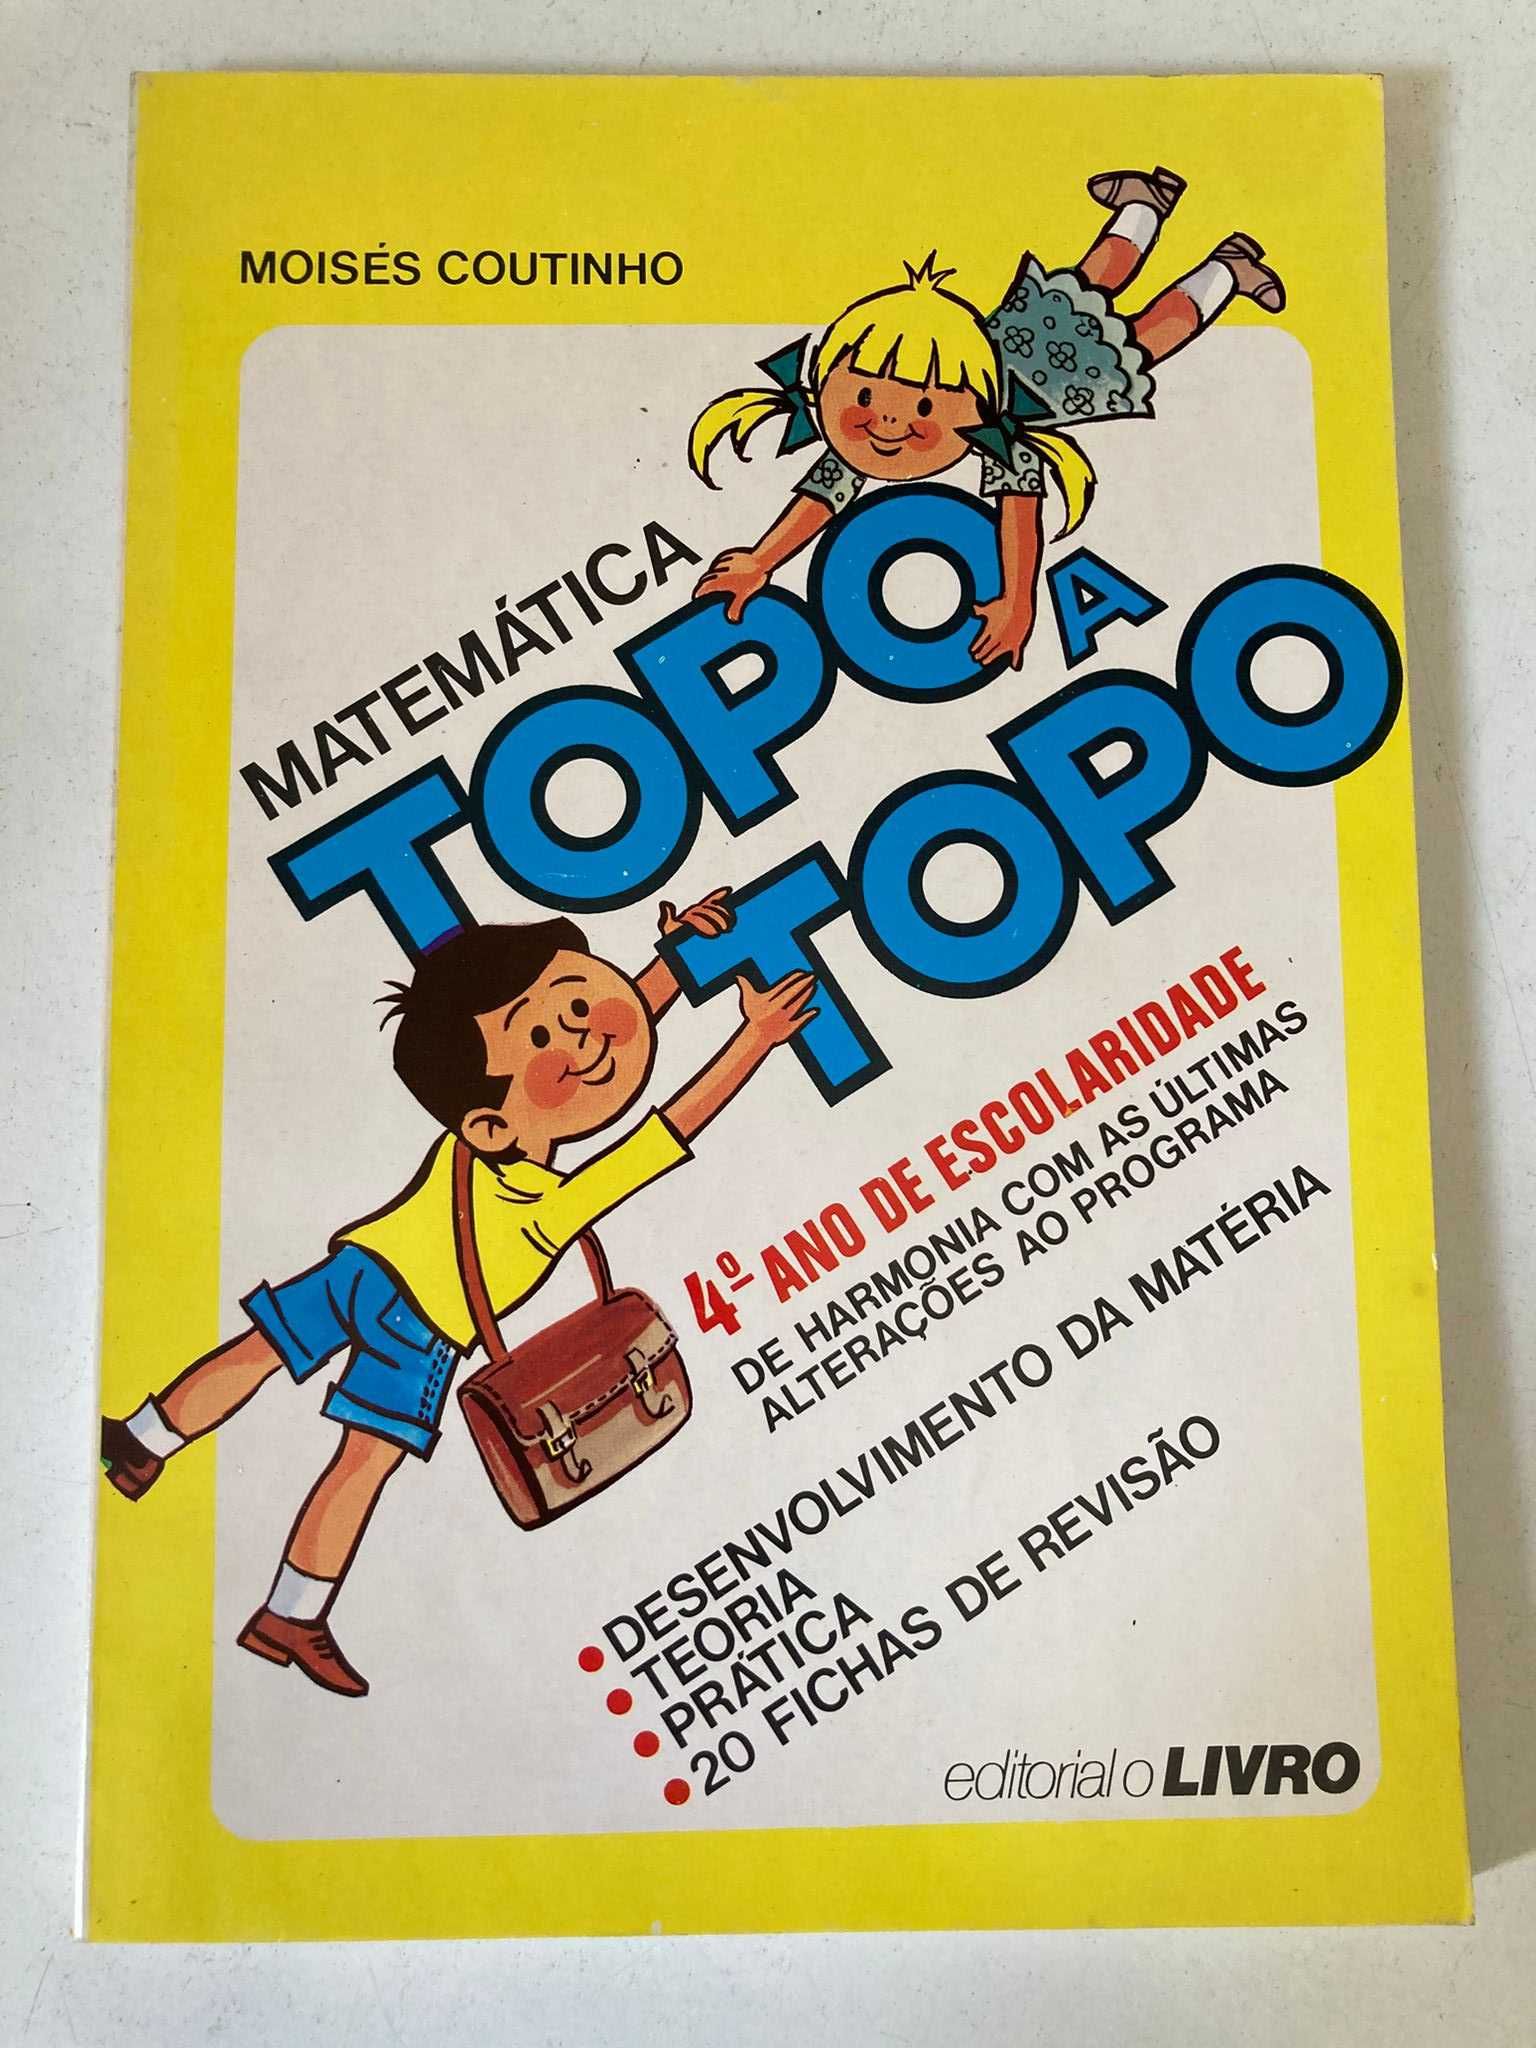 MOISÉS COUTINHO
MATEMÁTICA
TOPO A
TOPO
4º ANO DE ESCOLARIDADE
DE HARMONIA COM AS ÚLTIMAS
ALTERAÇÕES AO PROGRAMA
• DESENVOLVIMENTO DA MATÉRIA
• TEORIA
• PRÁTICA
• 20 FICHAS DE REVISÃO
editorial o LIVRO